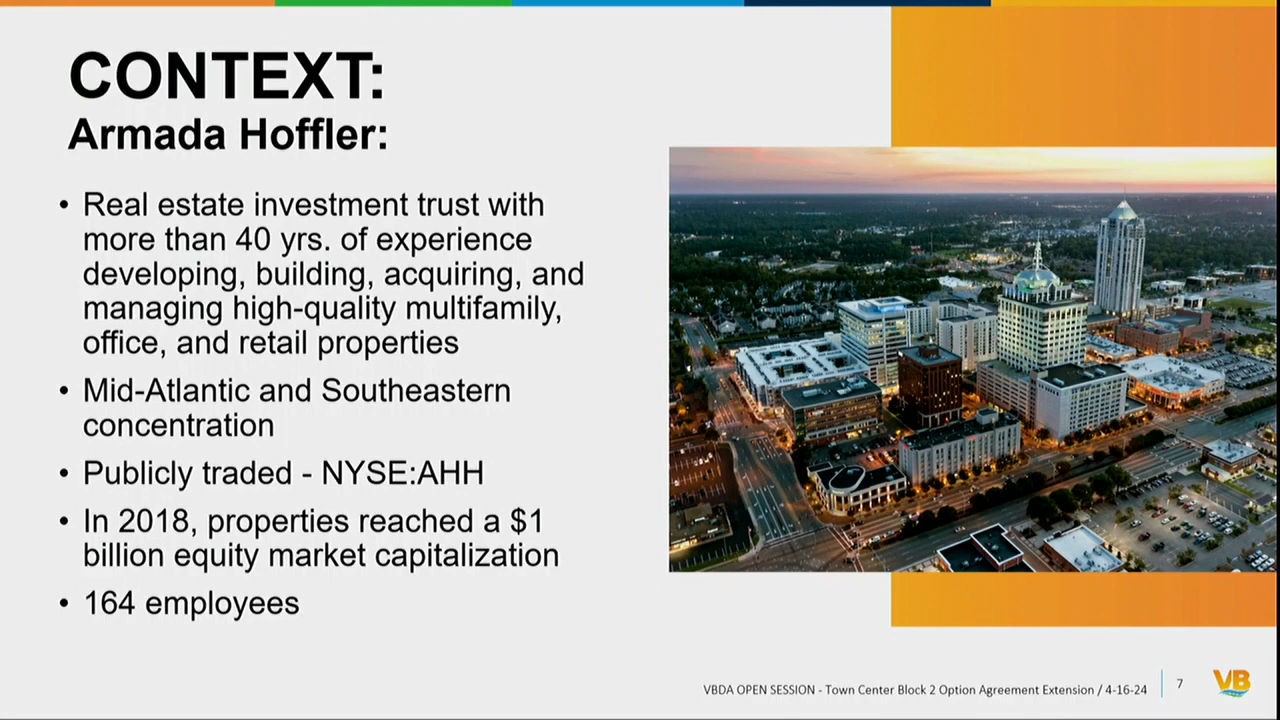 CONTEXT:
Armada Hoffler:
• Real estate investment trust with
more than 40 yrs. of experience
developing, building, acquiring, and
managing high-quality multifamily,
office, and retail properties
• Mid-Atlantic and Southeastern
concentration
• Publicly traded - NYSE:AHH
• In 2018, properties reached a $1
billion equity market capitalization
• 164 employees
VBDA OPEN SESSION - Town Center Block 2 Option Agreement Extension / 4-16-24
7
VB